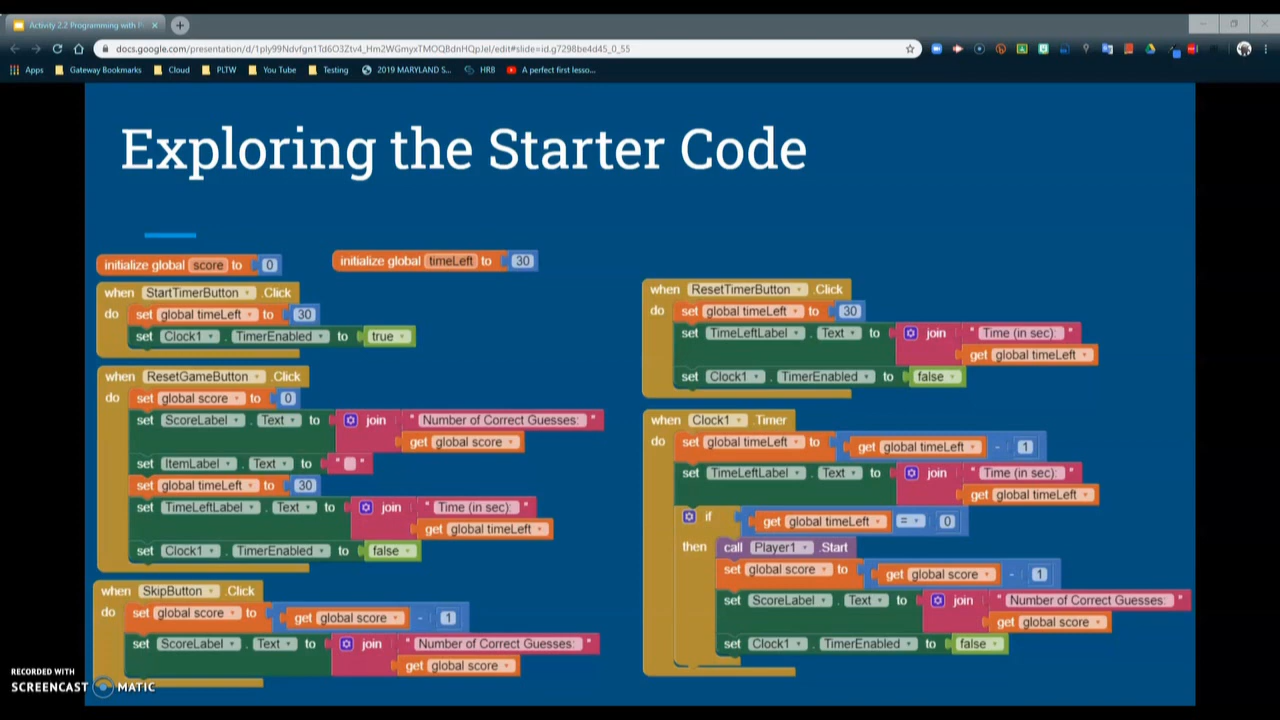 Activity 2.2 Programming with P
docs.google.com/presentation/d/1ply99Ndvfgn1Td6O3Ztv4_Hm2WGmyxTMOQBdnHQpJeI/edit#slide=id.g7298be4d45_0_55
Apps Gateway Bookmarks Cloud PLTW You Tube Testing 2019 MARYLAND S... HRB A perfect first lesso...
Exploring the Starter Code
initialize global score to 0
initialize global timeLeft to 30
when StartTimerButton .Click
do set global timeLeft to 30
set Clock1 . TimerEnabled to true
when ResetGameButton .Click
do set global score to 0
set ScoreLabel . Text to join " Number of Correct Guesses: "
get global score
set ItemLabel . Text to " "
set global timeLeft to 30
set TimeLeftLabel . Text to join " Time (in sec): "
get global timeLeft
set Clock1 . TimerEnabled to false
when SkipButton .Click
do set global score to get global score - 1
set ScoreLabel . Text to join " Number of Correct Guesses: "
get global score
when ResetTimerButton .Click
do set global timeLeft to 30
set TimeLeftLabel . Text to join " Time (in sec): "
get global timeLeft
set Clock1 . TimerEnabled to false
when Clock1 .Timer
do set global timeLeft to get global timeLeft - 1
set TimeLeftLabel . Text to join " Time (in sec): "
get global timeLeft
if get global timeLeft = 0
then call Player1 .Start
set global score to get global score - 1
set ScoreLabel . Text to join " Number of Correct Guesses: "
get global score
set Clock1 . TimerEnabled to false
RECORDED WITH
SCREENCAST MATIC